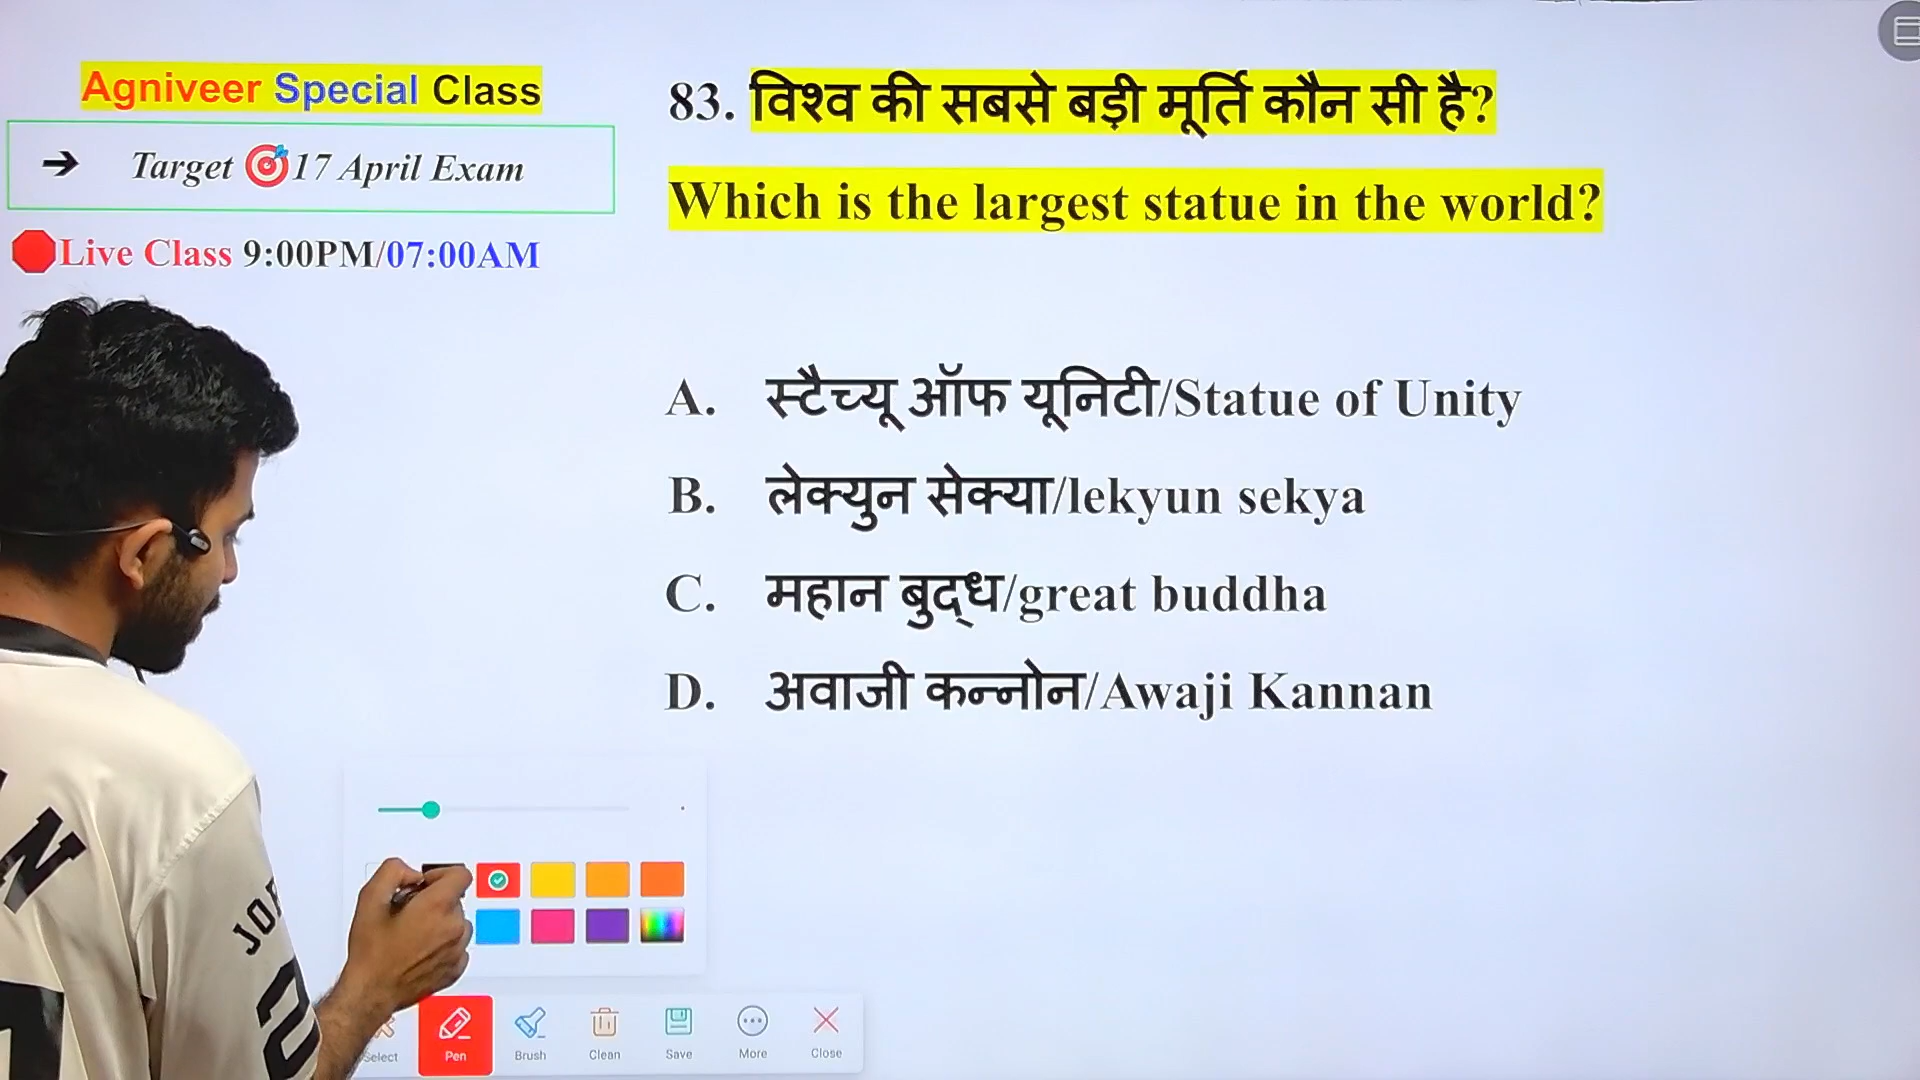 Agniveer Special Class
➔ Target 🎯17 April Exam
🛑Live Class 9:00PM/07:00AM
83. विश्व की सबसे बड़ी मूर्ति कौन सी है?
Which is the largest statue in the world?
A. स्टैच्यू ऑफ यूनिटी/Statue of Unity
B. लेक्युन सेक्या/lekyun sekya
C. महान बुद्ध/great buddha
D. अवाजी कन्नोन/Awaji Kannan
N
JOR
2
Select Pen Brush Clean Save More Close